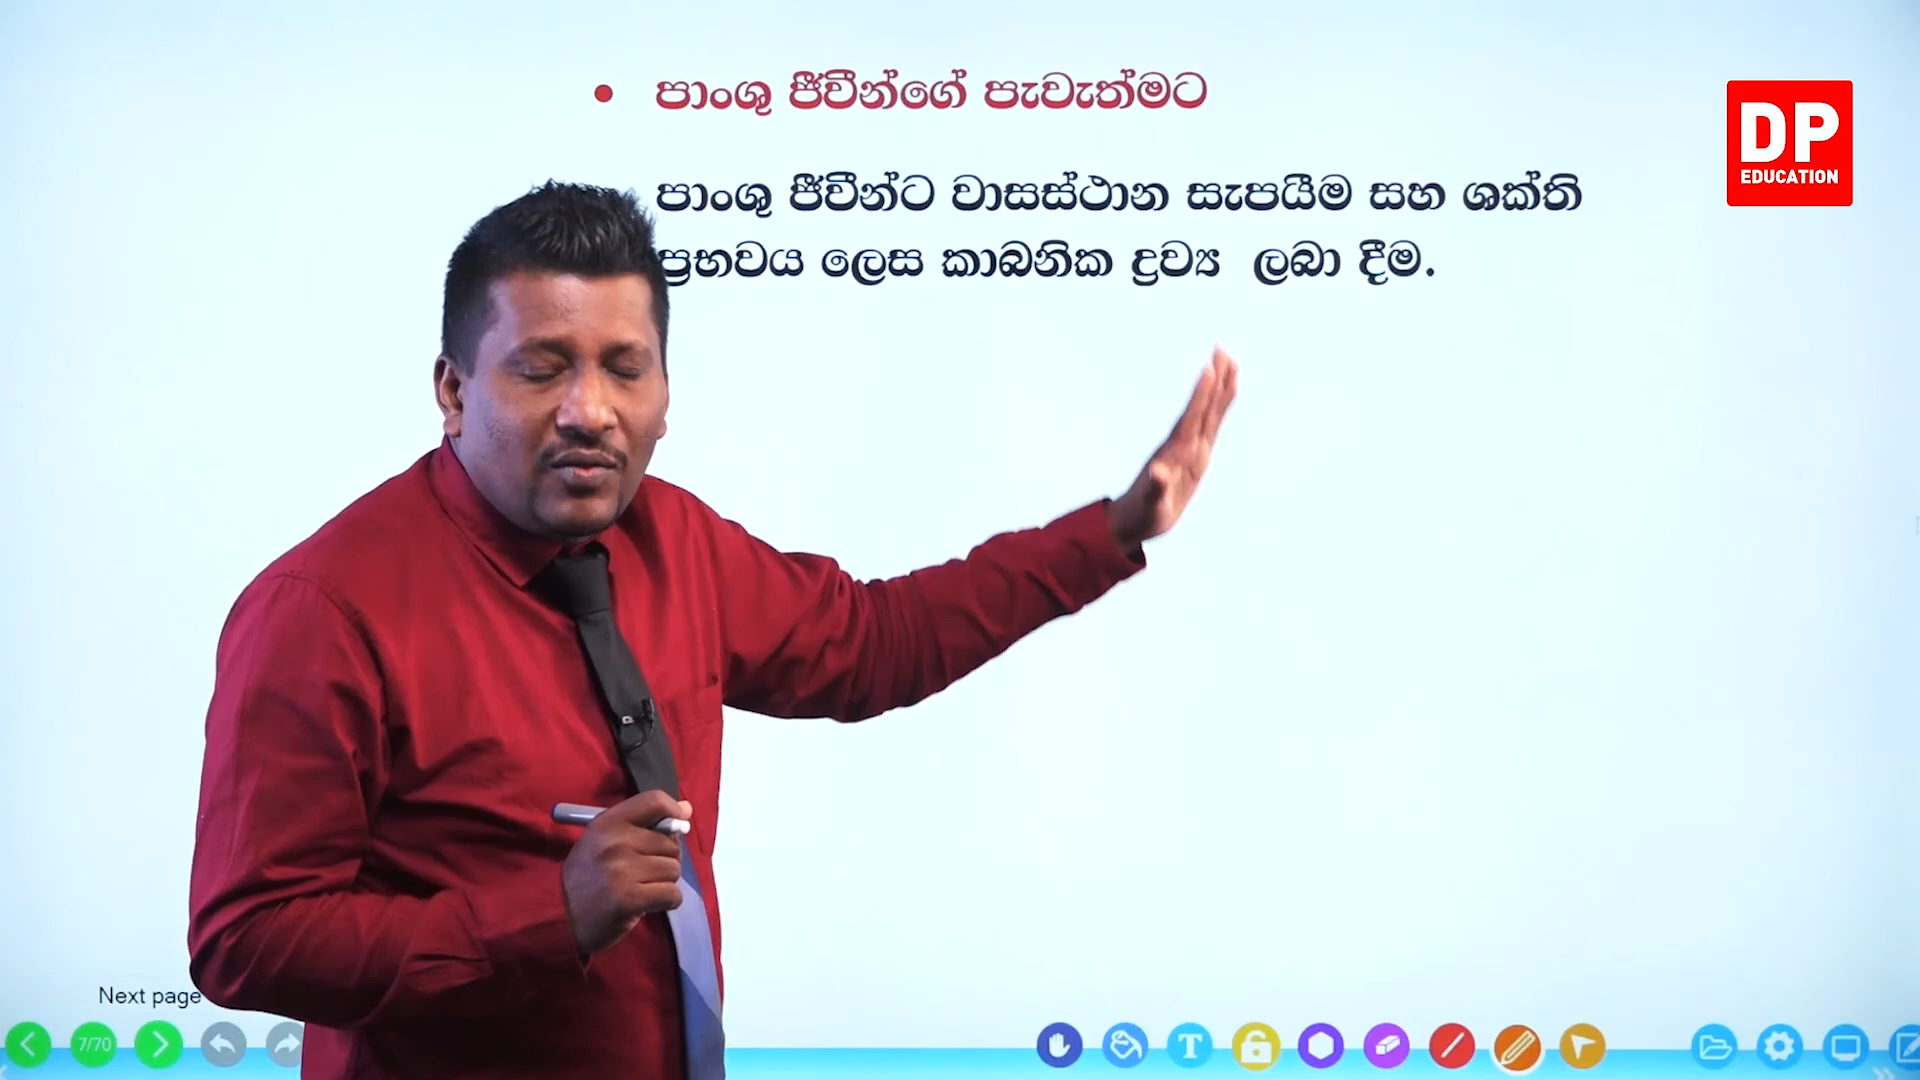 • පාංශු ජීවීන්ගේ පැවැත්මට
පාංශු ජීවීන්ට වාසස්ථාන සැපයීම සහ ශක්ති
ප්‍රභවය ලෙස කාබනික ද්‍රව්‍ය ලබා දීම.
DP
EDUCATION
Next page
7/70
T